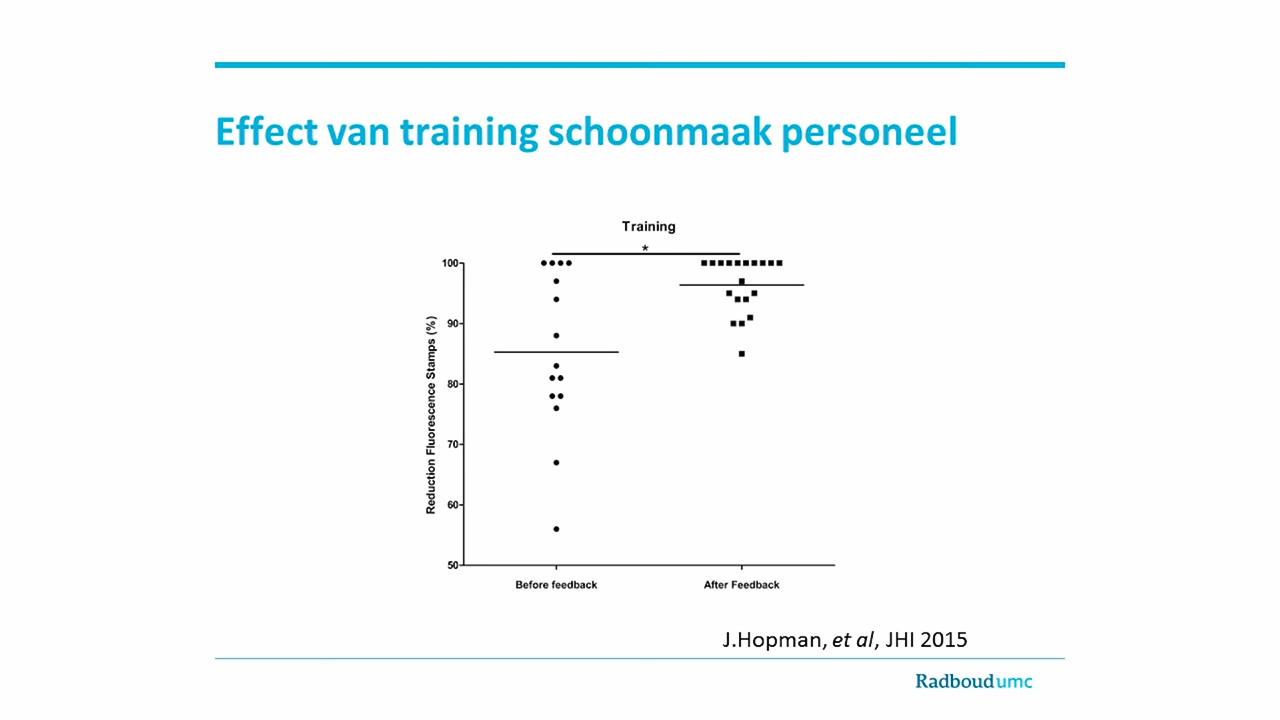 Effect van training schoonmaak personeel
Training
*
Reduction Fluorescence Stamps (%)
100
90
80
70
60
50
Before feedback
After Feedback
J.Hopman, et al, JHI 2015
Radboudumc